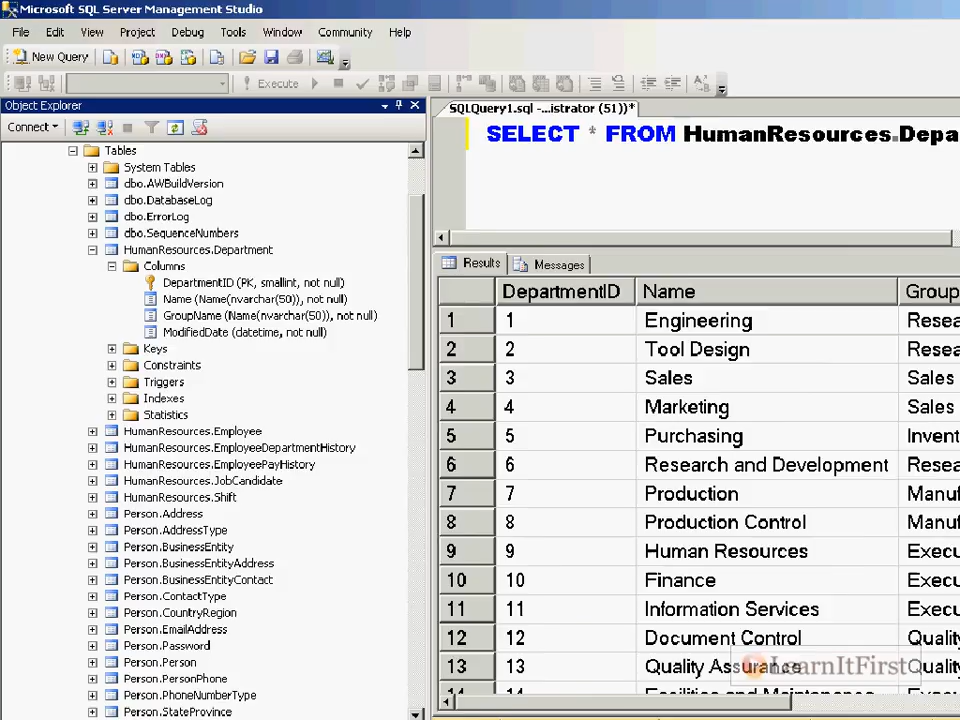 Microsoft SQL Server Management Studio
File Edit View Project Debug Tools Window Community Help
New Query
Execute
Object Explorer
SQLQuery1.sql -...istrator (51))*
Connect
SELECT * FROM HumanResources.Depa
Tables
System Tables
dbo.AWBuildVersion
dbo.DatabaseLog
dbo.ErrorLog
dbo.SequenceNumbers
HumanResources.Department
Columns
DepartmentID (PK, smallint, not null)
Name (Name(nvarchar(50)), not null)
GroupName (Name(nvarchar(50)), not null)
ModifiedDate (datetime, not null)
Keys
Constraints
Triggers
Indexes
Statistics
HumanResources.Employee
HumanResources.EmployeeDepartmentHistory
HumanResources.EmployeePayHistory
HumanResources.JobCandidate
HumanResources.Shift
Person.Address
Person.AddressType
Person.BusinessEntity
Person.BusinessEntityAddress
Person.BusinessEntityContact
Person.ContactType
Person.CountryRegion
Person.EmailAddress
Person.Password
Person.Person
Person.PersonPhone
Person.PhoneNumberType
Person.StateProvince
Results Messages
DepartmentID Name Group
1 1 Engineering Resea
2 2 Tool Design Resea
3 3 Sales Sales
4 4 Marketing Sales
5 5 Purchasing Invent
6 6 Research and Development Resea
7 7 Production Manuf
8 8 Production Control Manuf
9 9 Human Resources Execu
10 10 Finance Execu
11 11 Information Services Execu
12 12 Document Control Quality
13 13 Quality Assurance Quality
14 14 Facilities and Maintenance Execu
LearnItFirst